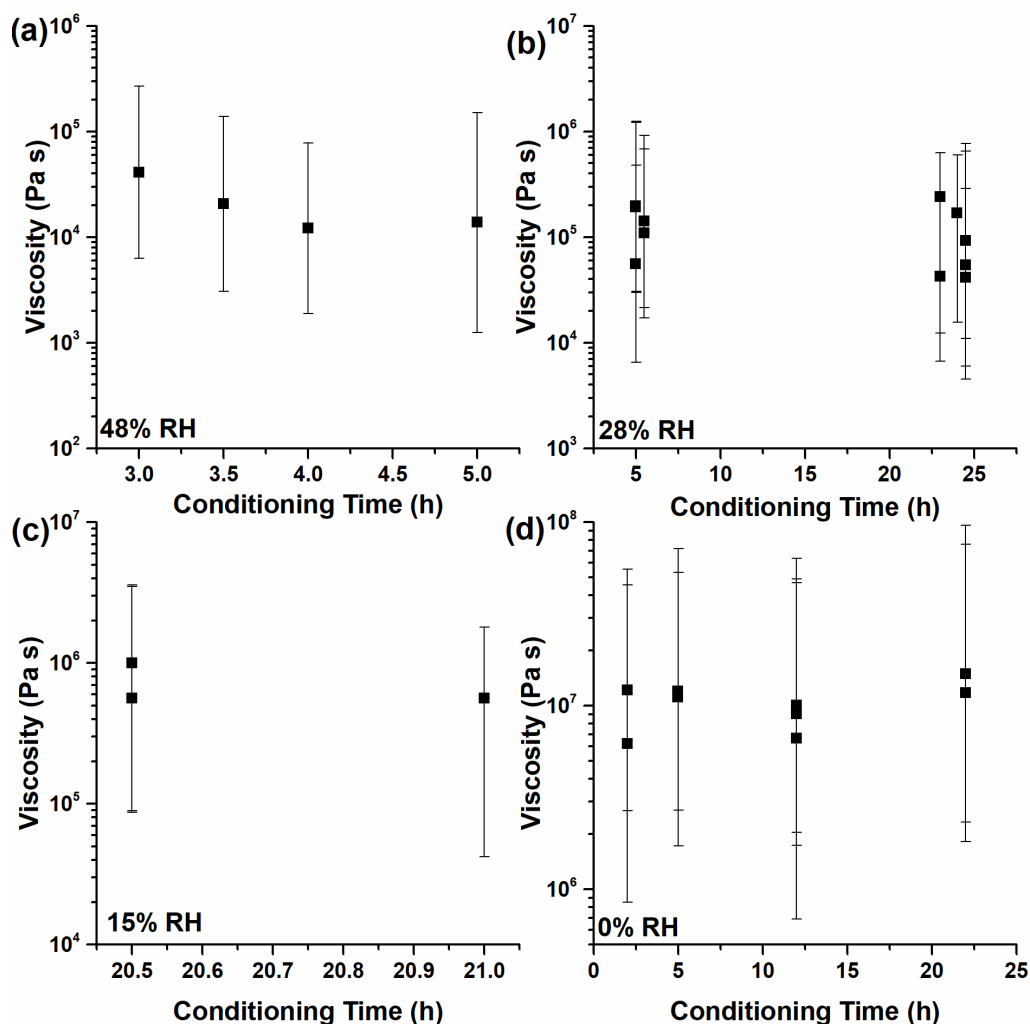 (a)
10^6
10^5
10^4
10^3
10^2
Viscosity (Pa s)
48% RH
3.0 3.5 4.0 4.5 5.0
Conditioning Time (h)
(b)
10^7
10^6
10^5
10^4
10^3
Viscosity (Pa s)
28% RH
5 10 15 20 25
Conditioning Time (h)
(c)
10^7
10^6
10^5
10^4
Viscosity (Pa s)
15% RH
20.5 20.6 20.7 20.8 20.9 21.0
Conditioning Time (h)
(d)
10^8
10^7
10^6
Viscosity (Pa s)
0% RH
0 5 10 15 20 25
Conditioning Time (h)